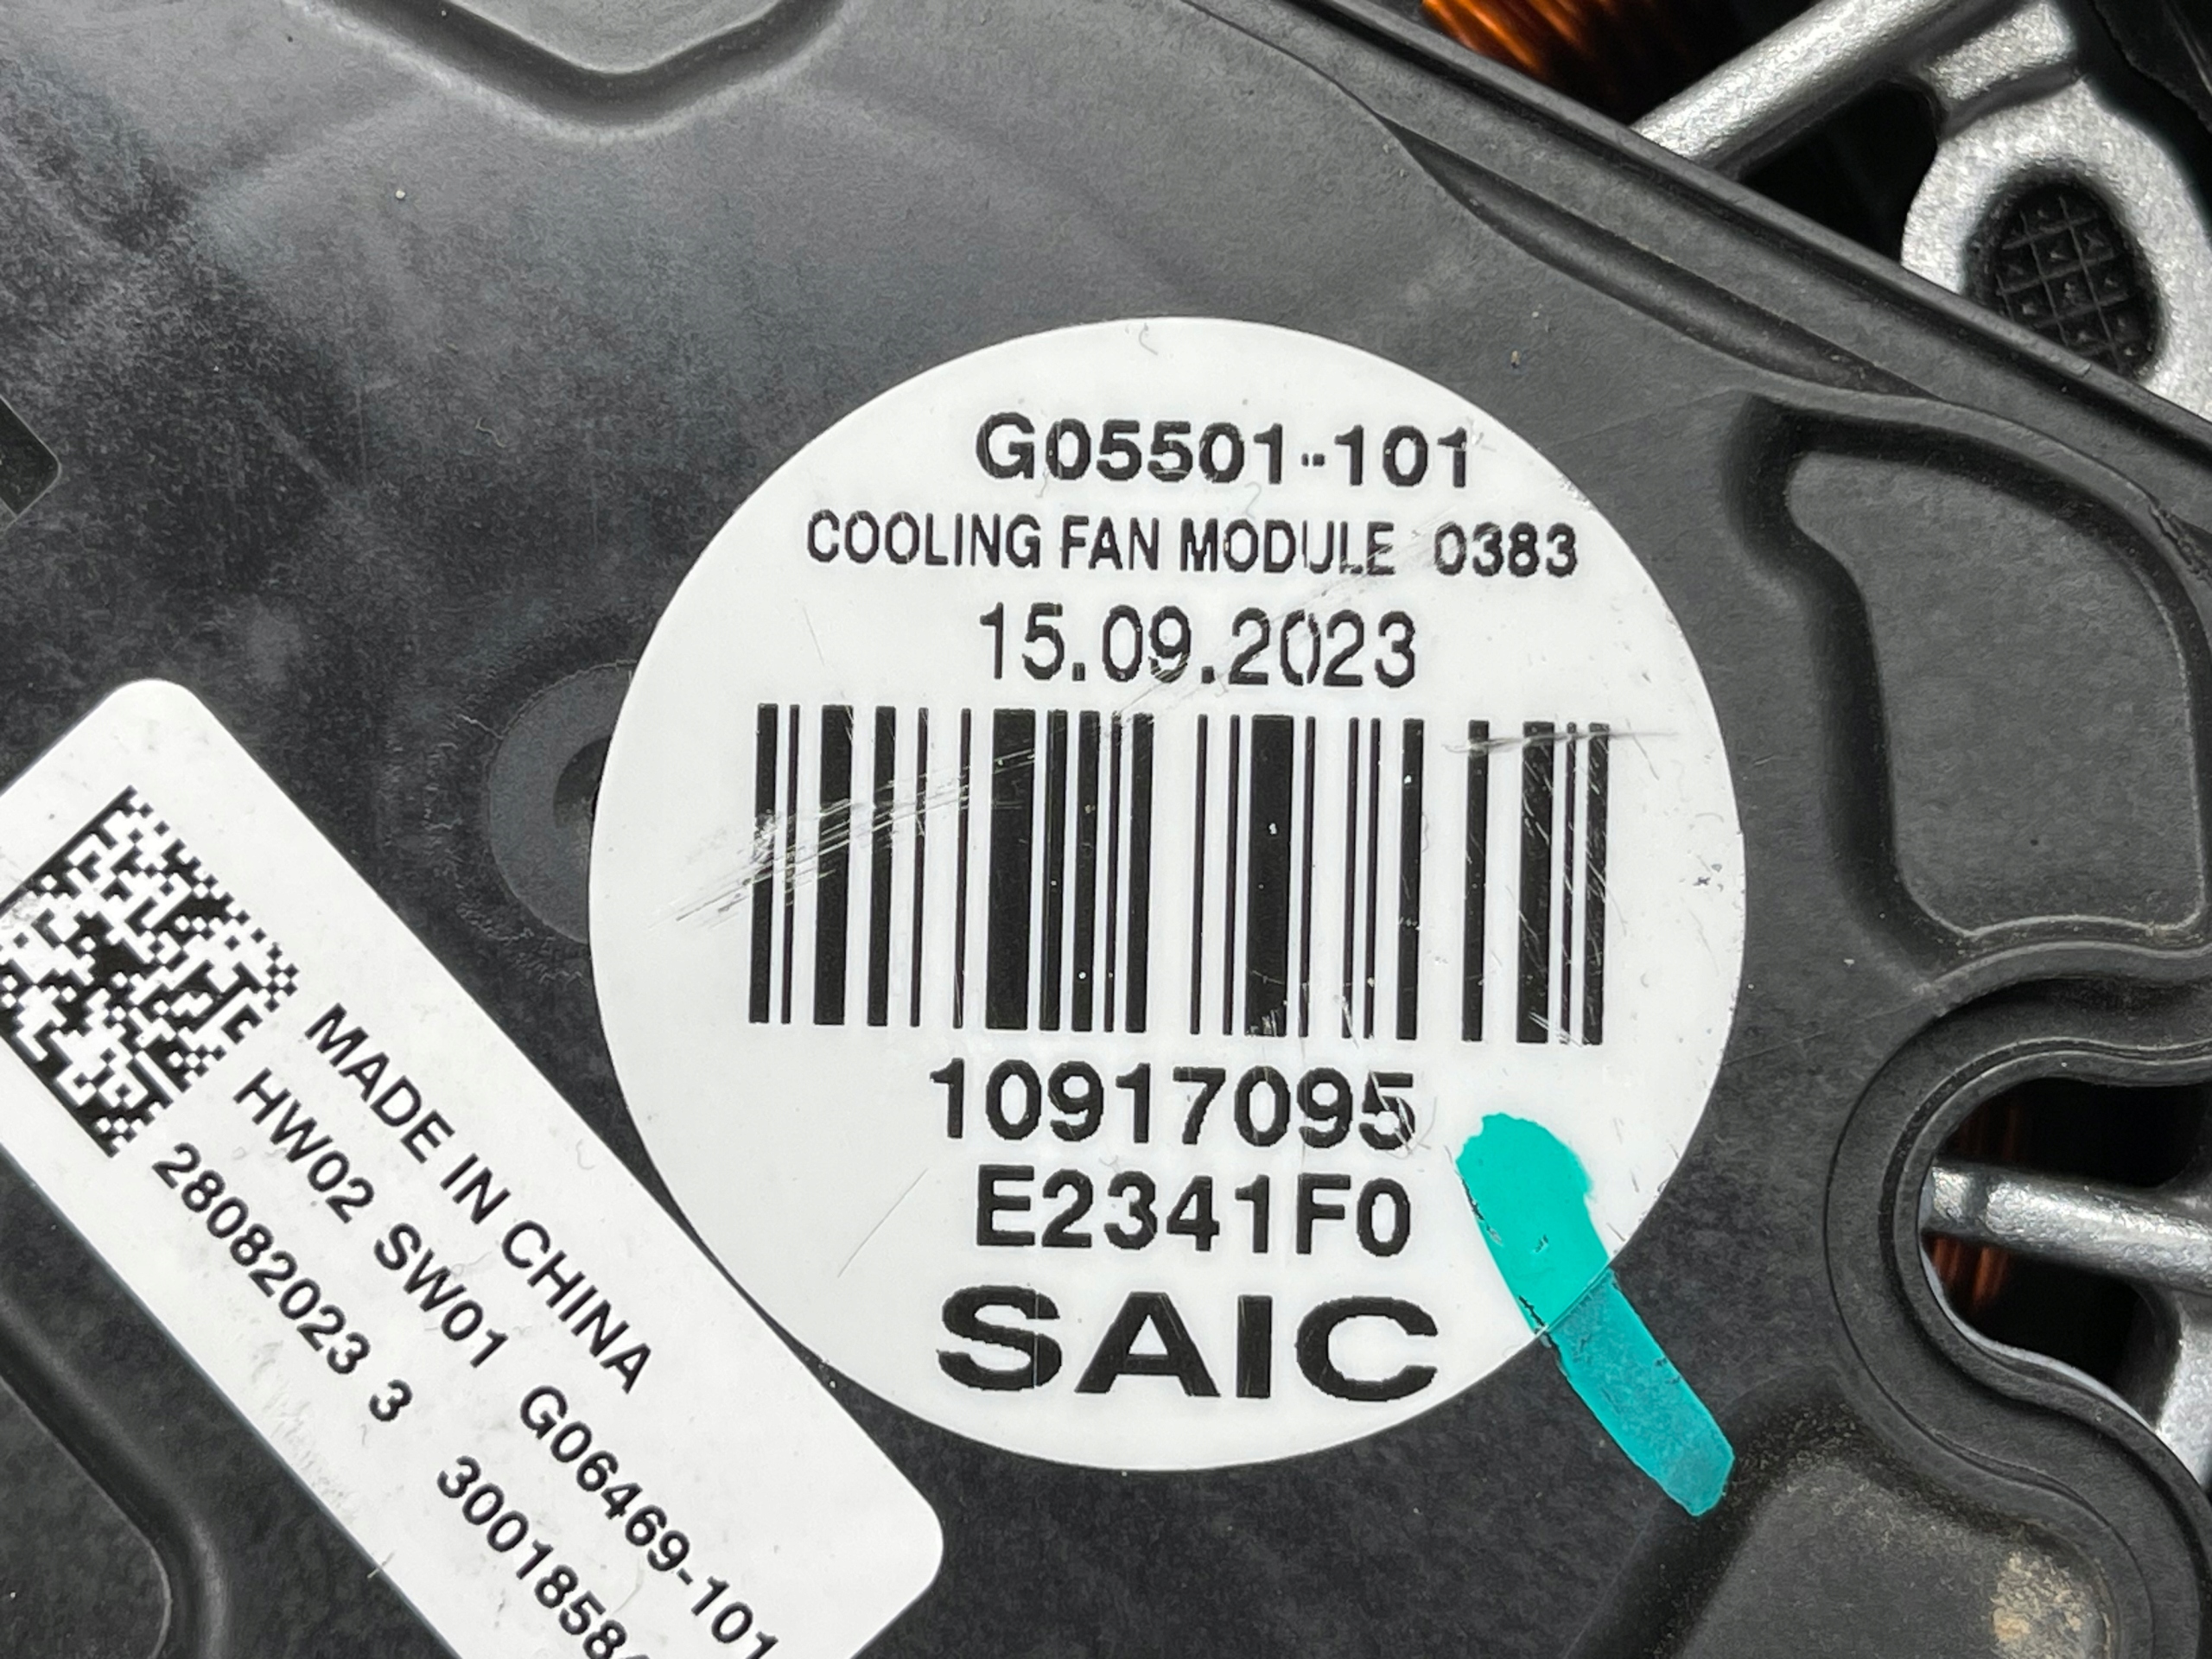 G05501-101
COOLING FAN MODULE 0383
15.09.2023
10917095
E2341F0
SAIC
MADE IN CHINA
HW02 SW01 G06469-101
28082023 3 30018584